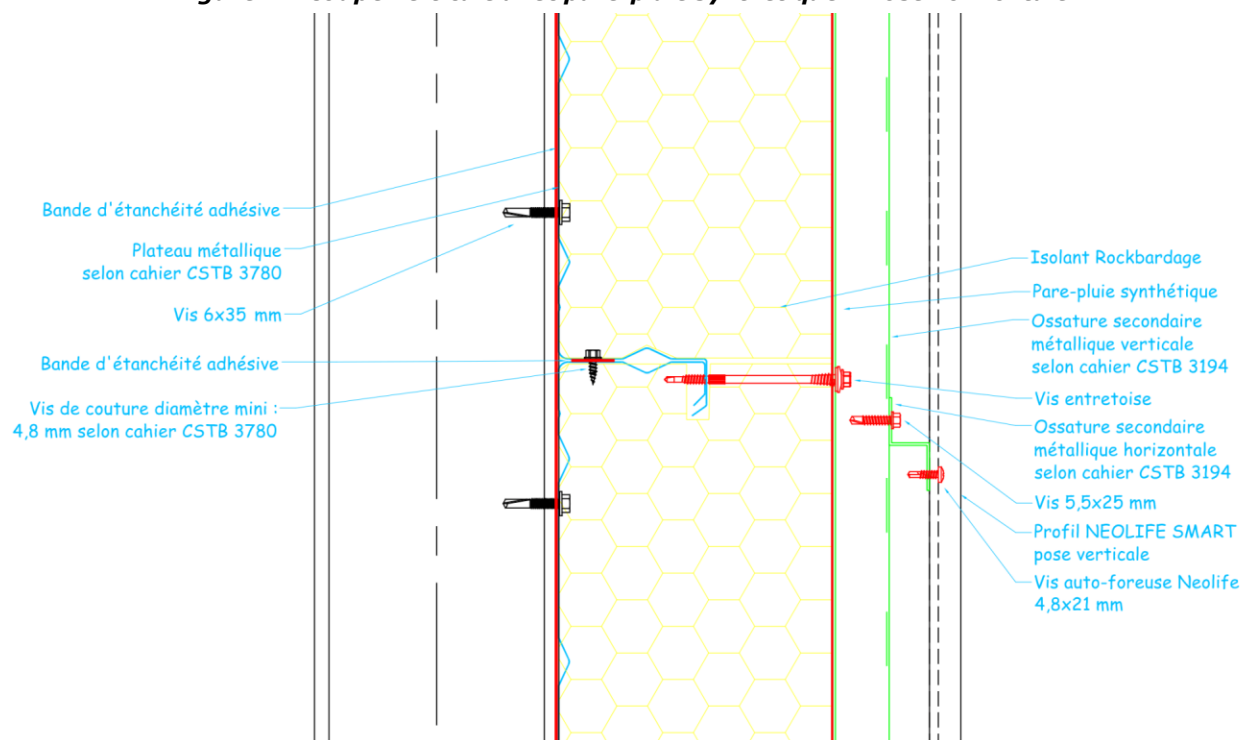 Bande d'étanchéité adhésive
Plateau métallique
selon cahier CSTB 3780
Vis 6x35 mm
Bande d'étanchéité adhésive
Vis de couture diamètre mini :
4,8 mm selon cahier CSTB 3780
Isolant Rockbardage
Pare-pluie synthétique
Ossature secondaire
métallique verticale
selon cahier CSTB 3194
Vis entretoise
Ossature secondaire
métallique horizontale
selon cahier CSTB 3194
Vis 5,5x25 mm
Profil NEOLIFE SMART
pose verticale
Vis auto-foreuse Neolife
4,8x21 mm